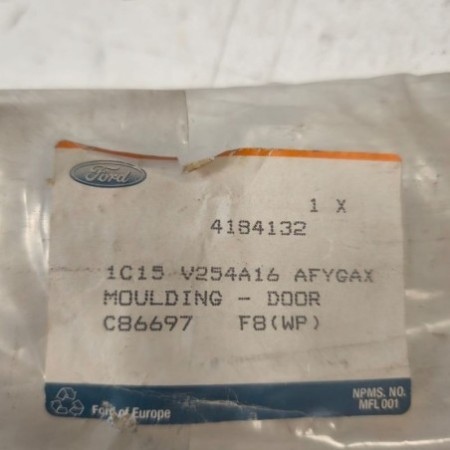 Ford
1 X
4184132
1C15 V254A16 AFYGAX
MOULDING - DOOR
C86697 F8(WP)
Ford of Europe
NPMS. NO.
MFL 001